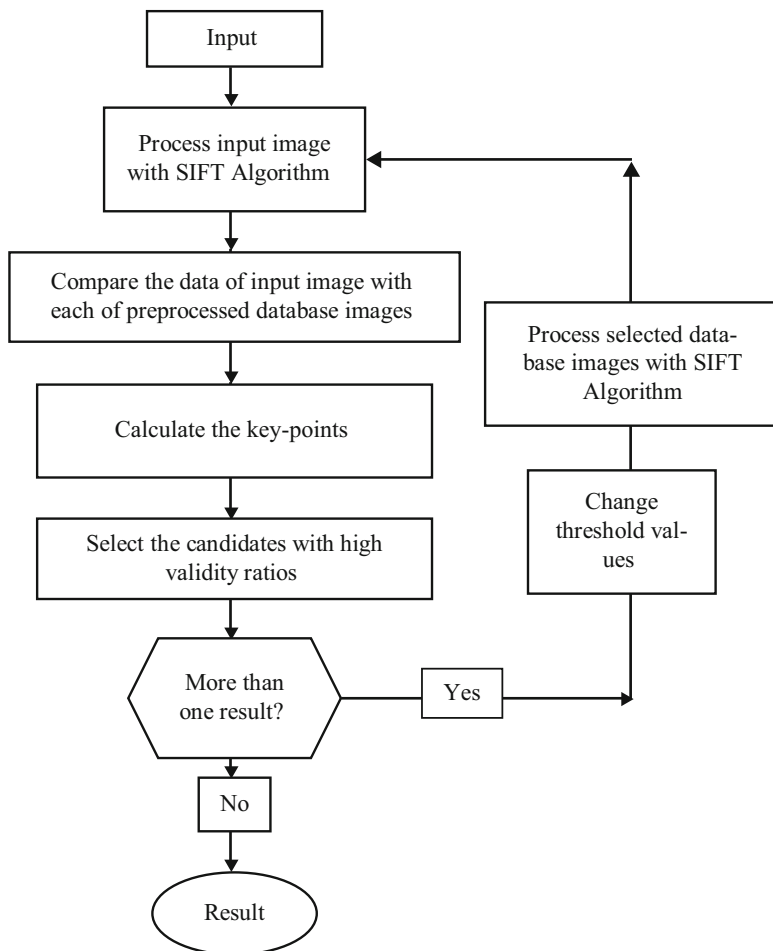 Input
Process input image
with SIFT Algorithm
Compare the data of input image with
each of preprocessed database images
Calculate the key-points
Select the candidates with high
validity ratios
More than
one result?
Yes
No
Result
Process selected data-
base images with SIFT
Algorithm
Change
threshold val-
ues